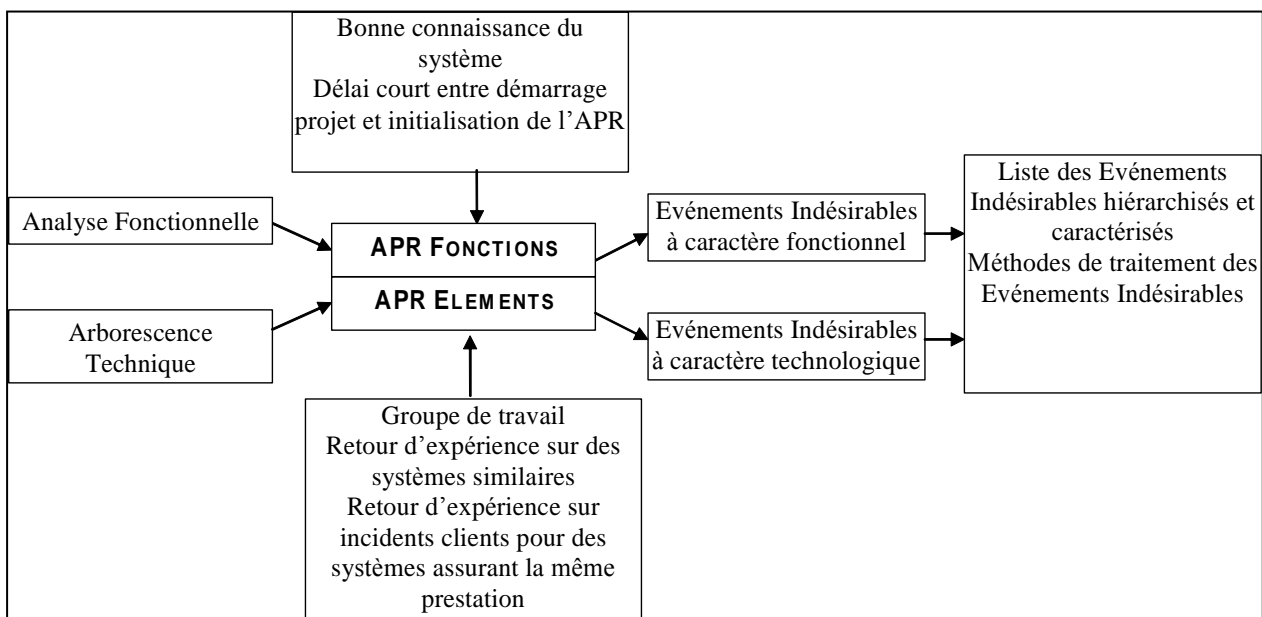 Bonne connaissance du
système
Délai court entre démarrage
projet et initialisation de l’APR
Analyse Fonctionnelle
Arborescence
Technique
APR FONCTIONS
APR ELEMENTS
Groupe de travail
Retour d’expérience sur des
systèmes similaires
Retour d’expérience sur
incidents clients pour des
systèmes assurant la même
prestation
Evénements Indésirables
à caractère fonctionnel
Evénements Indésirables
à caractère technologique
Liste des Evénements
Indésirables hiérarchisés et
caractérisés
Méthodes de traitement des
Evénements Indésirables